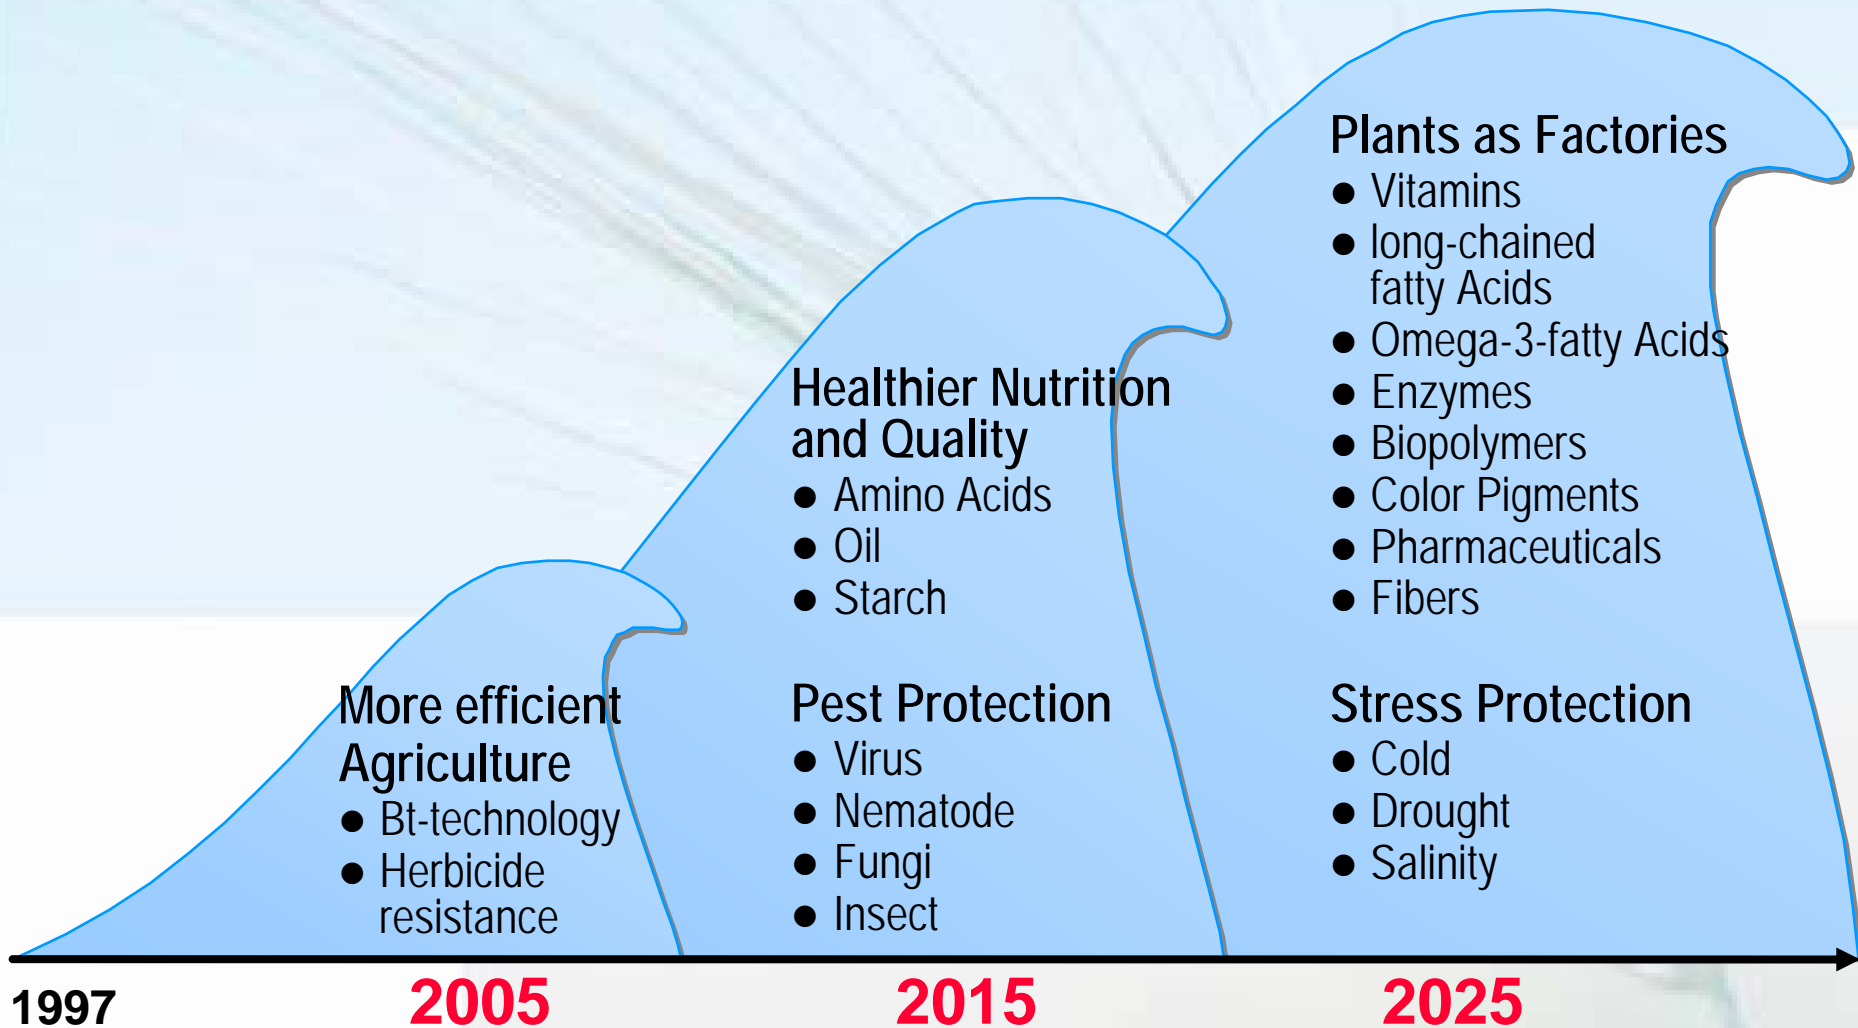 More efficient
Agriculture
● Bt-technology
● Herbicide
resistance
Healthier Nutrition
and Quality
● Amino Acids
● Oil
● Starch
Pest Protection
● Virus
● Nematode
● Fungi
● Insect
Plants as Factories
● Vitamins
● long-chained
fatty Acids
● Omega-3-fatty Acids
● Enzymes
● Biopolymers
● Color Pigments
● Pharmaceuticals
● Fibers
Stress Protection
● Cold
● Drought
● Salinity
1997
2005
2015
2025